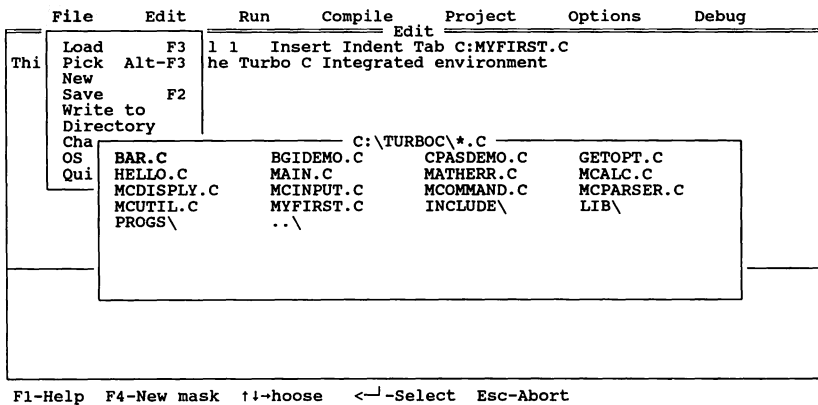 File Edit Run Compile Project Options Debug
Edit
Load F3 l 1 Insert Indent Tab C:MYFIRST.C
Thi Pick Alt-F3 he Turbo C Integrated environment
New
Save F2
Write to
Directory
Cha C:\TURBOC\*.C
OS BAR.C BGIDEMO.C CPASDEMO.C GETOPT.C
Qui HELLO.C MAIN.C MATHERR.C MCALC.C
MCDISPLY.C MCINPUT.C MCOMMAND.C MCPARSER.C
MCUTIL.C MYFIRST.C INCLUDE\ LIB\
PROGS\ ..\
F1-Help F4-New mask ↑↓→hoose <─┘-Select Esc-Abort